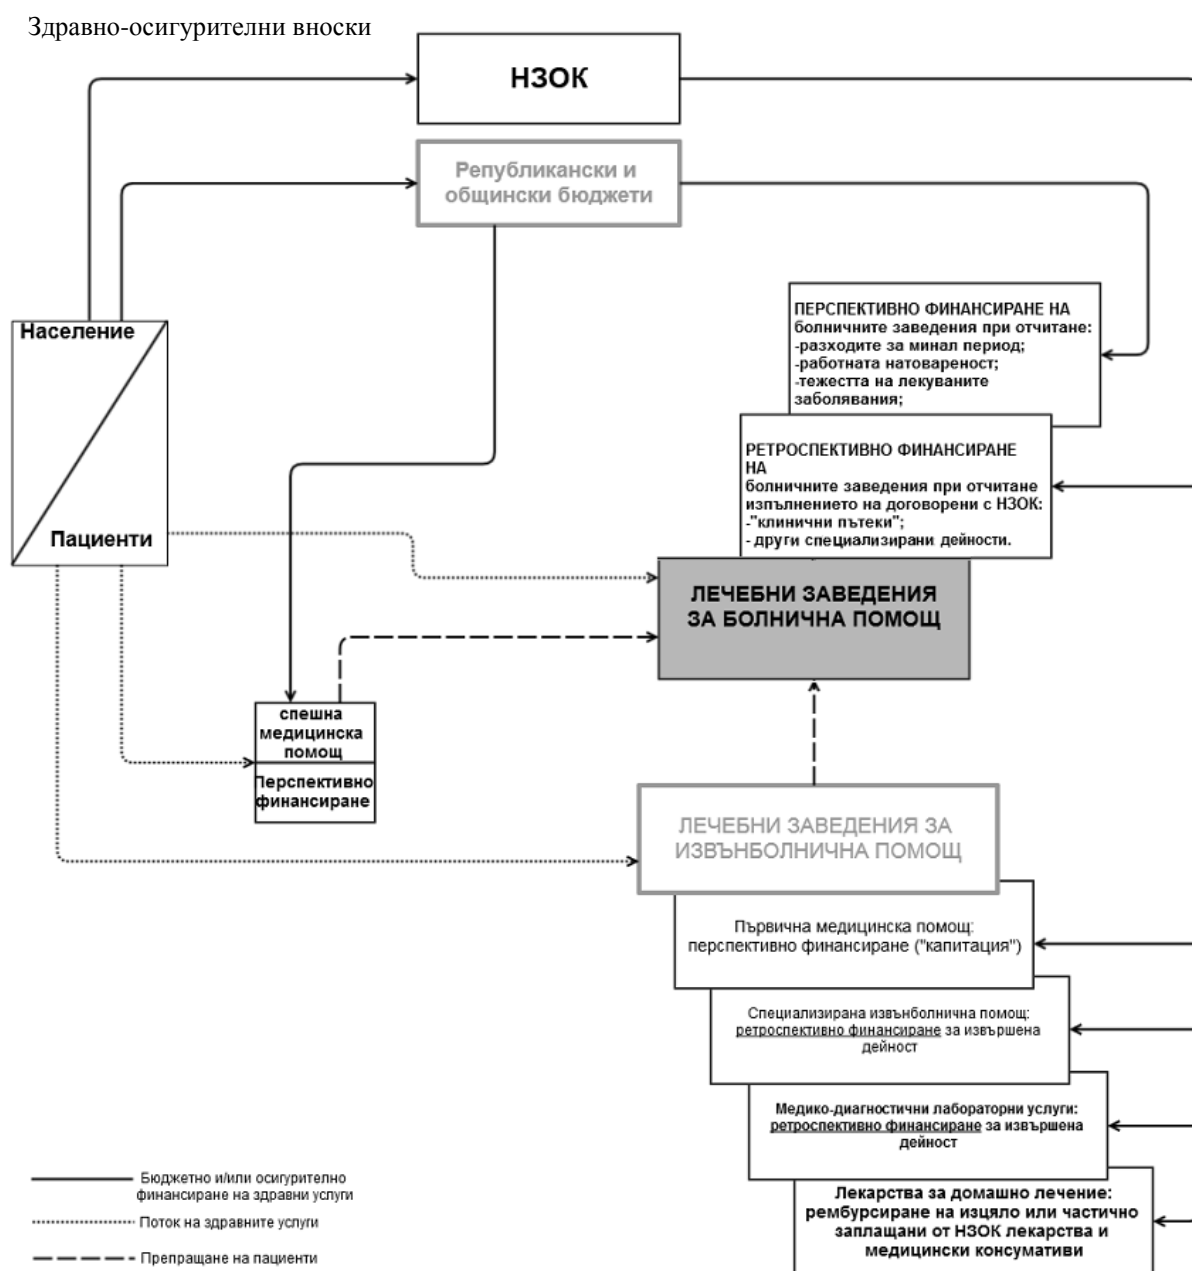 Здравно-осигурителни вноски
НЗОК
Републикански и
общински бюджети
Население
Пациенти
ПЕРСПЕКТИВНО ФИНАНСИРАНЕ НА
болничните заведения при отчитане:
-разходите за минал период;
-работната натовареност;
-тежестта на лекуваните
заболявания;
РЕТРОСПЕКТИВНО ФИНАНСИРАНЕ
НА
болничните заведения при отчитане
изпълнението на договорени с НЗОК:
-"клинични пътеки";
- други специализирани дейности.
ЛЕЧЕБНИ ЗАВЕДЕНИЯ
ЗА БОЛНИЧНА ПОМОЩ
спешна
медицинска
помощ
Перспективно
финансиране
ЛЕЧЕБНИ ЗАВЕДЕНИЯ ЗА
ИЗВЪНБОЛНИЧНА ПОМОЩ
Първична медицинска помощ:
перспективно финансиране ("капитация")
Специализирана извънболнична помощ:
ретроспективно финансиране за извършена
дейност
Медико-диагностични лабораторни услуги:
ретроспективно финансиране за извършена
дейност
Лекарства за домашно лечение:
рембурсиране на изцяло или частично
заплащани от НЗОК лекарства и
медицински консумативи
Бюджетно и/или осигурително
финансиране на здравни услуги
Поток на здравните услуги
Препращане на пациенти